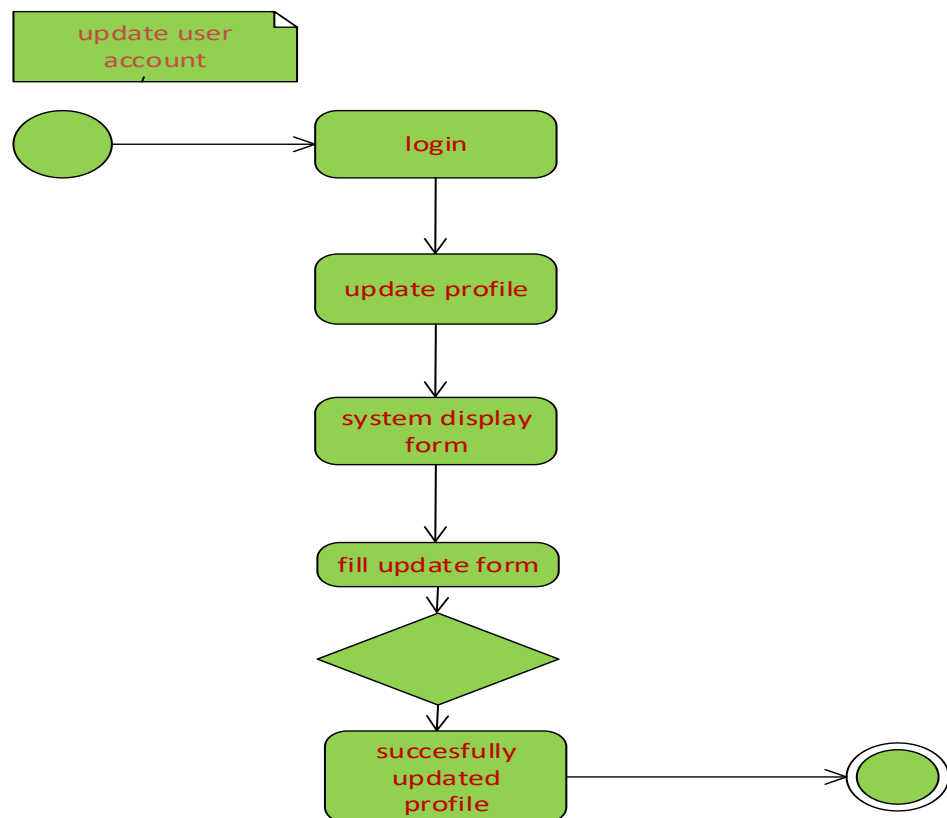 update user
account
login
update profile
system display
form
fill update form
succesfully
updated
profile